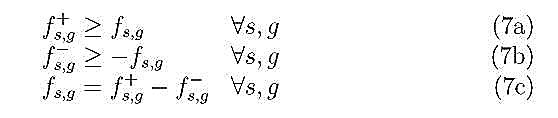 f⁺_{s,g} ≥ f_{s,g} ∀s, g (7a)
f⁻_{s,g} ≥ −f_{s,g} ∀s, g (7b)
f_{s,g} = f⁺_{s,g} − f⁻_{s,g} ∀s, g (7c)